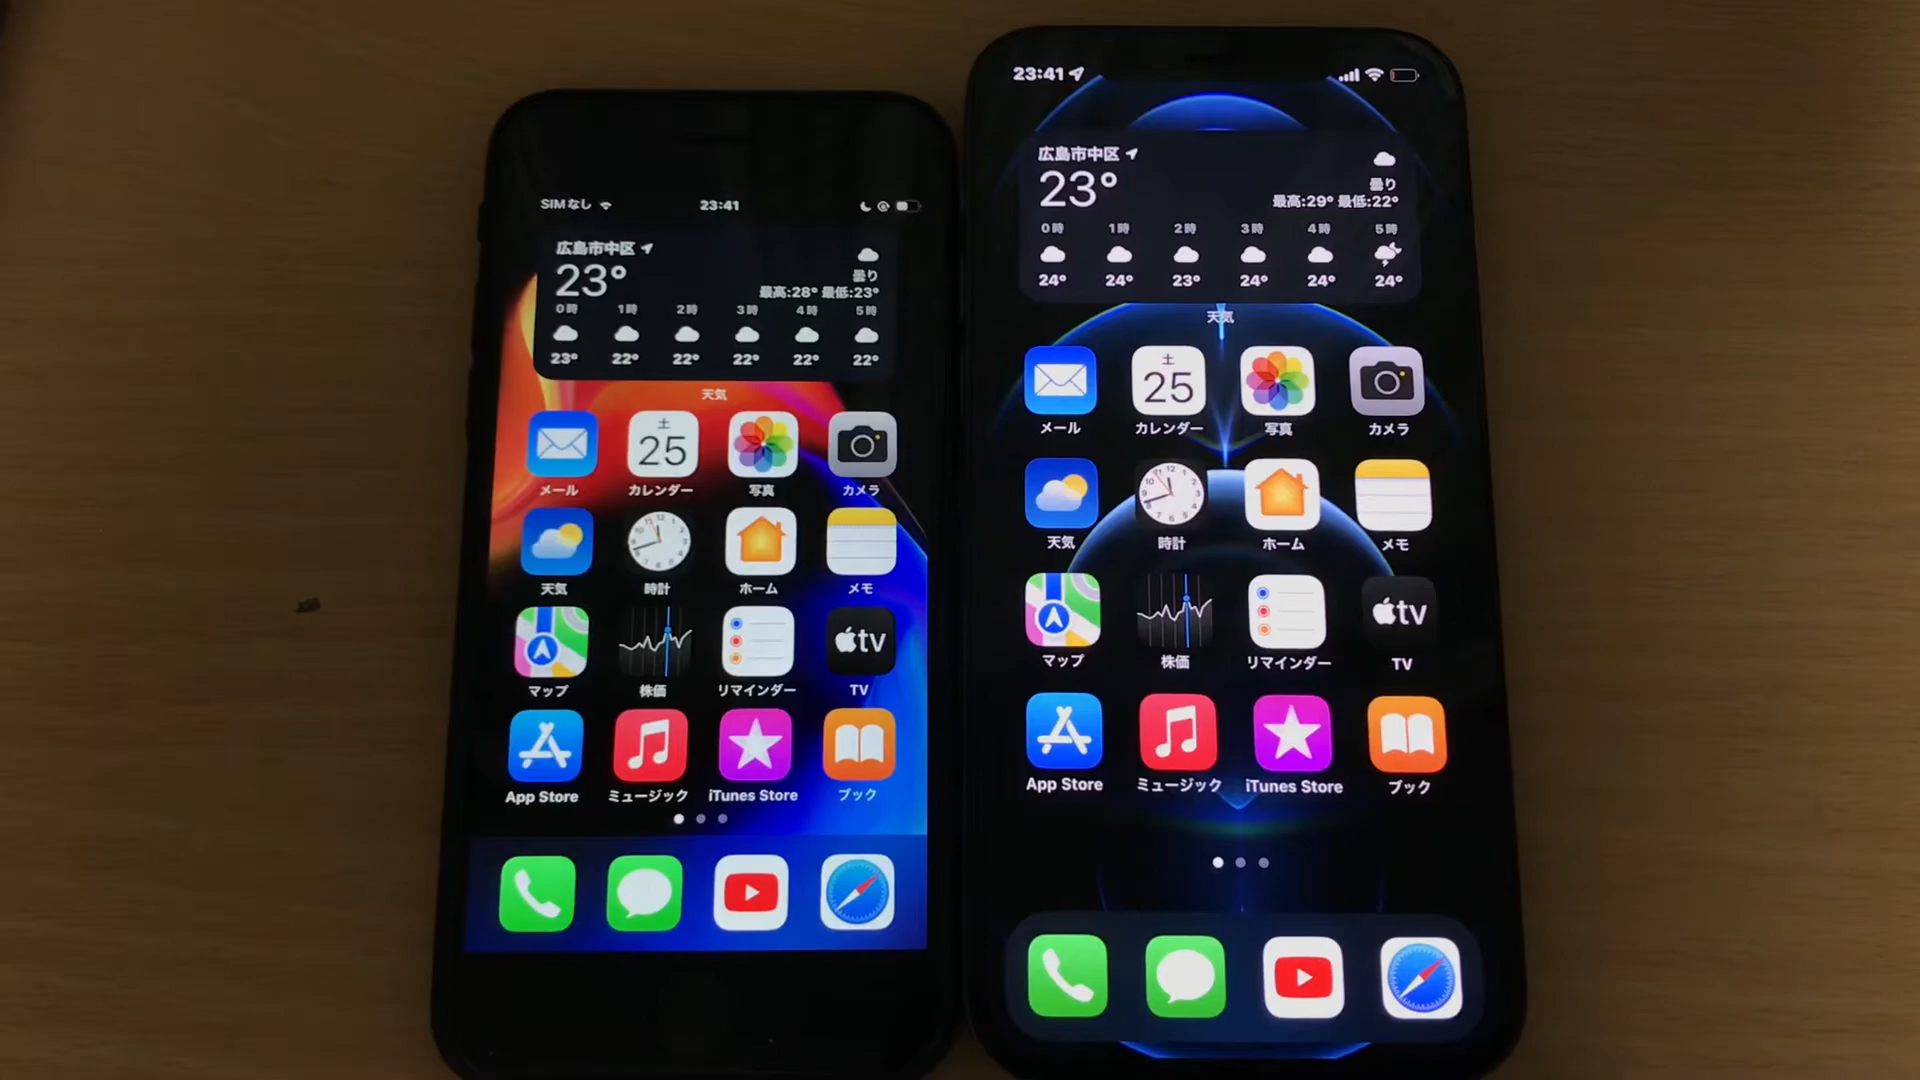 SIMなし 23:41
広島市中区
23°
曇り
最高:28° 最低:23°
0時 1時 2時 3時 4時 5時
23° 22° 22° 22° 22° 22°
天気
土
25
メール カレンダー 写真 カメラ
天気 時計 ホーム メモ
tv
マップ 株価 リマインダー TV
App Store ミュージック iTunes Store ブック
23:41
広島市中区
23°
曇り
最高:29° 最低:22°
0時 1時 2時 3時 4時 5時
24° 24° 23° 24° 24° 24°
天気
土
25
メール カレンダー 写真 カメラ
天気 時計 ホーム メモ
tv
マップ 株価 リマインダー TV
App Store ミュージック iTunes Store ブック